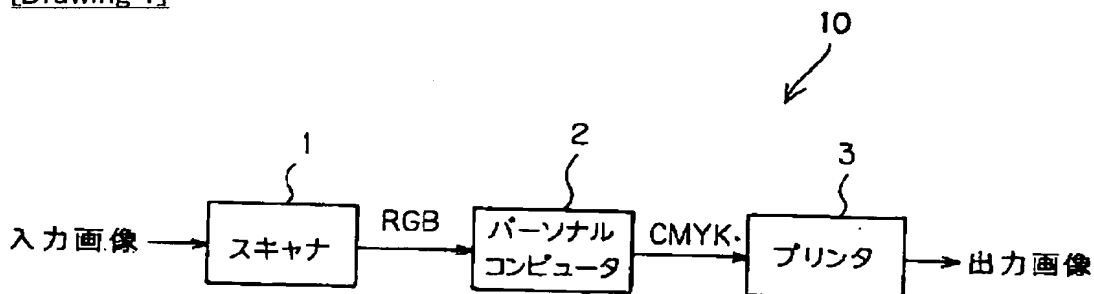 [Drawing 1]
10
1
2
3
入力画像
スキャナ
RGB
パーソナル
コンピュータ
CMYK.
プリンタ
出力画像